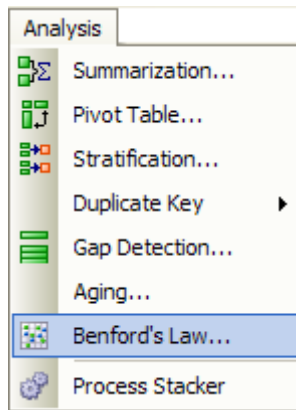 Analysis
Summarization...
Pivot Table...
Stratification...
Duplicate Key
Gap Detection...
Aging...
Benford's Law...
Process Stacker